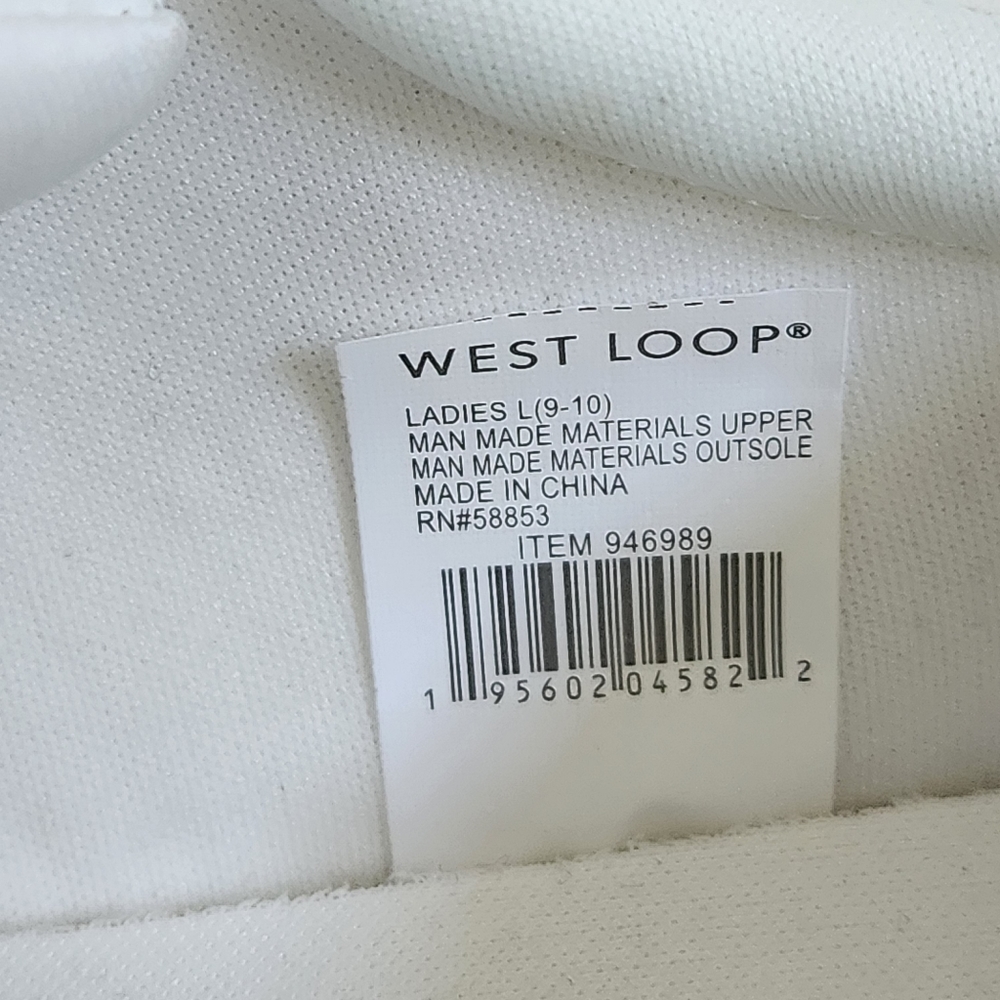 WEST LOOP®
LADIES L(9-10)
MAN MADE MATERIALS UPPER
MAN MADE MATERIALS OUTSOLE
MADE IN CHINA
RN#58853
ITEM 946989
1 95602 04582 2